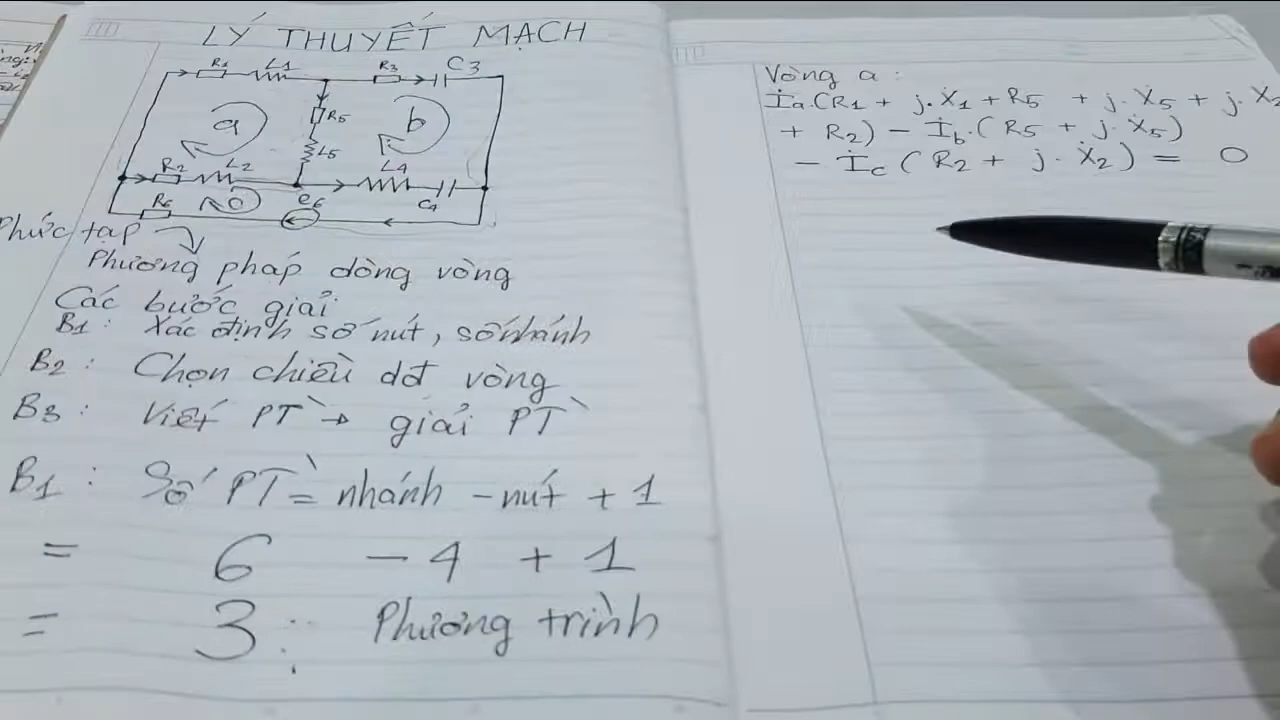 LÝ THUYẾT MẠCH
R1 L1 R3 C3
a R5 b
L5
R2 L2 L4
R6 e6 C4
Phức tạp
Phương pháp dòng vòng
Các bước giải
B1: Xác định số nút, số nhánh
B2: Chọn chiều dđ vòng
B3: Viết PT → giải PT
B1: Số PT = nhánh - nút + 1
= 6 - 4 + 1
= 3 : Phương trình
Vòng a:
İa.(R1 + j.X1 + R5 + j.X5 + j.X2
+ R2) - İb.(R5 + j.X5)
- İc (R2 + j.X2) = 0